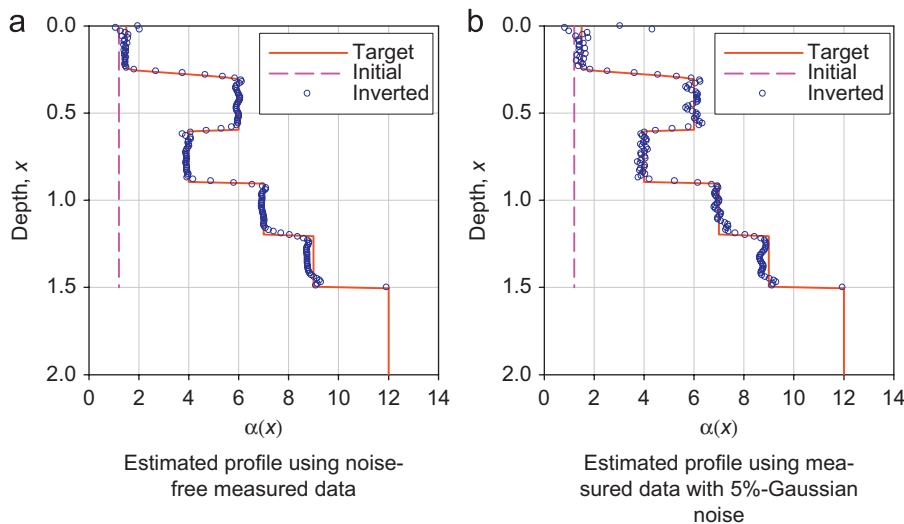 a
0.0
0.5
1.0
1.5
2.0
Depth, x
0 2 4 6 8 10 12 14
α(x)
Target
Initial
Inverted
Estimated profile using noise-
free measured data
b
0.0
0.5
1.0
1.5
2.0
Depth, x
0 2 4 6 8 10 12 14
α(x)
Target
Initial
Inverted
Estimated profile using mea-
sured data with 5%-Gaussian
noise